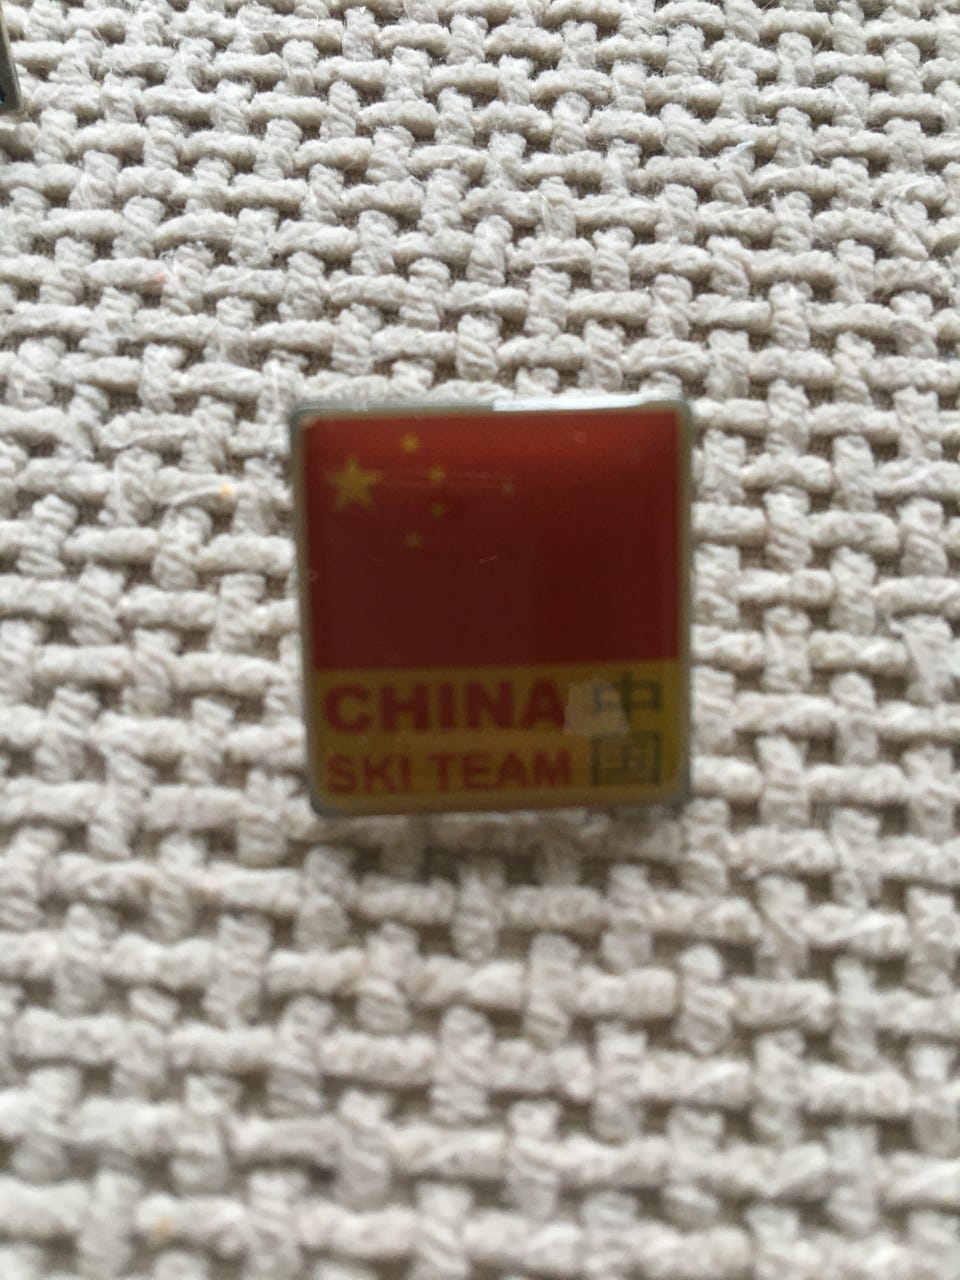 CHINA
SKI TEAM
中
国